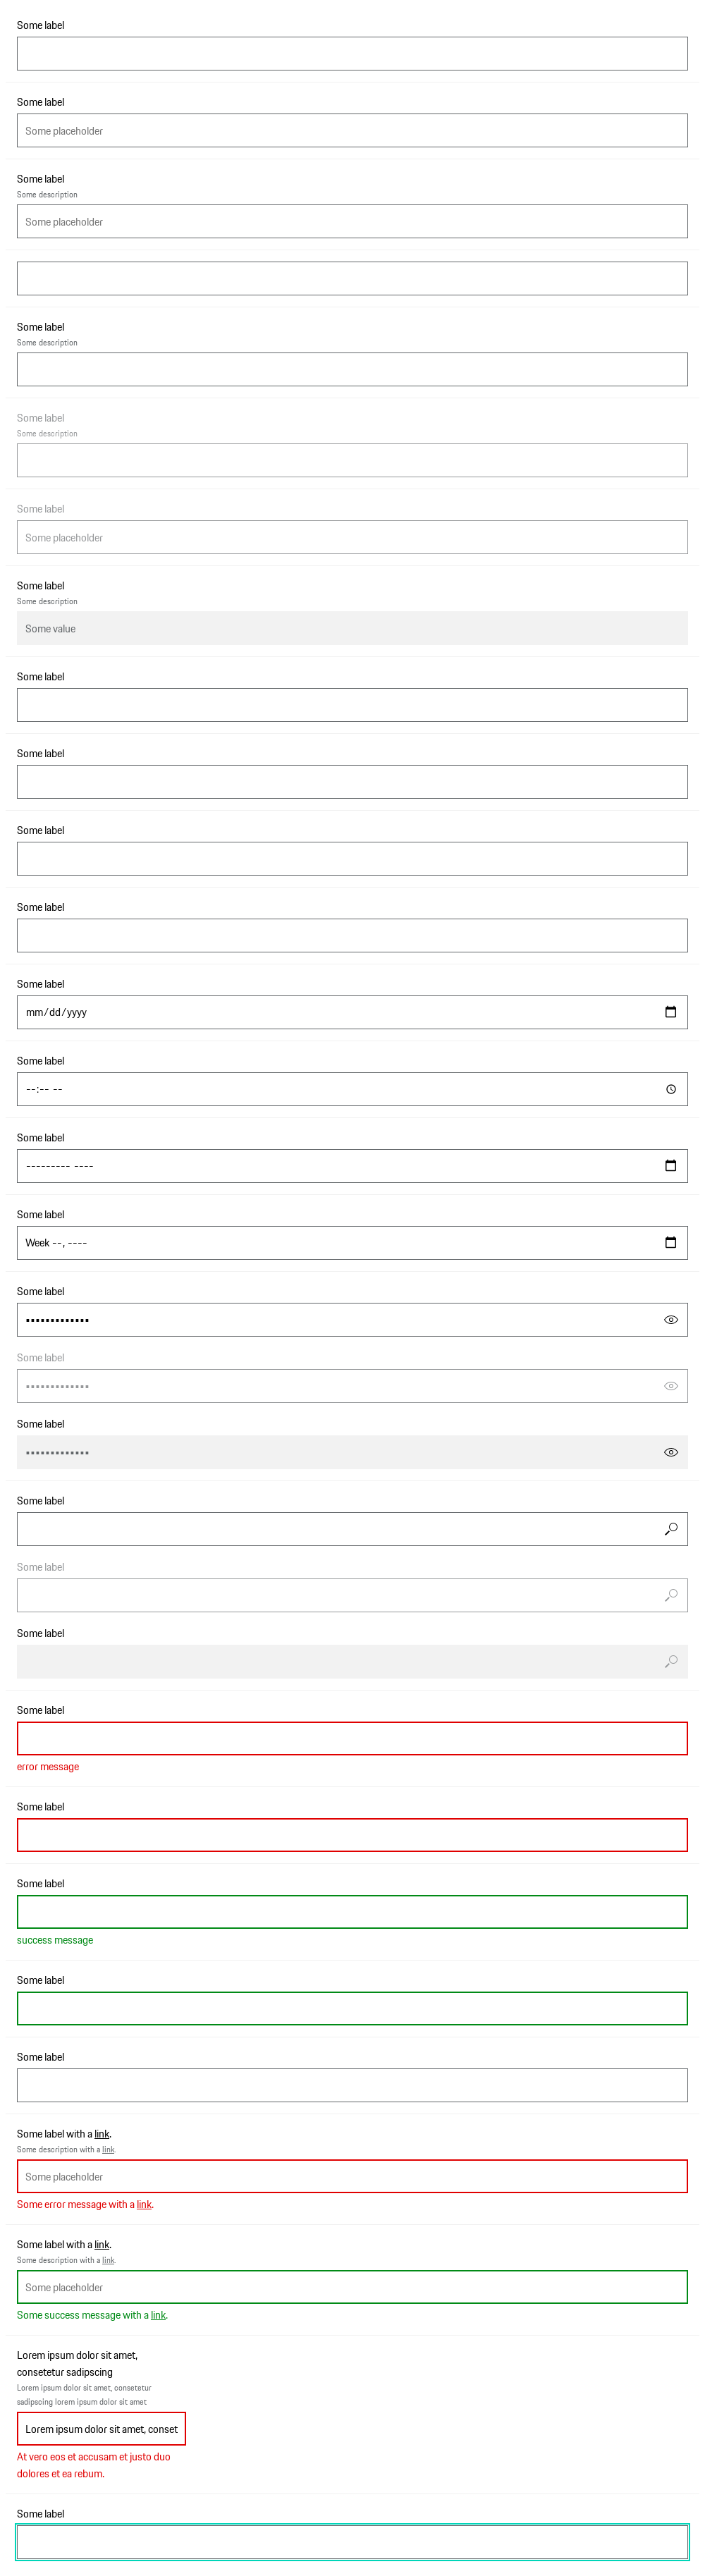 Some label
Some label
Some placeholder
Some label
Some description
Some placeholder
Some label
Some description
Some label
Some description
Some label
Some placeholder
Some label
Some description
Some value
Some label
Some label
Some label
Some label
Some label
mm/dd/yyyy
Some label
--:-- --
Some label
--------- ----
Some label
Week --, ----
Some label
•••••••••••••
Some label
•••••••••••••
Some label
•••••••••••••
Some label
Some label
Some label
Some label
error message
Some label
Some label
success message
Some label
Some label
Some label with a link.
Some description with a link.
Some placeholder
Some error message with a link.
Some label with a link.
Some description with a link.
Some placeholder
Some success message with a link.
Lorem ipsum dolor sit amet,
consetetur sadipscing
Lorem ipsum dolor sit amet, consetetur
sadipscing lorem ipsum dolor sit amet
Lorem ipsum dolor sit amet, conset
At vero eos et accusam et justo duo
dolores et ea rebum.
Some label